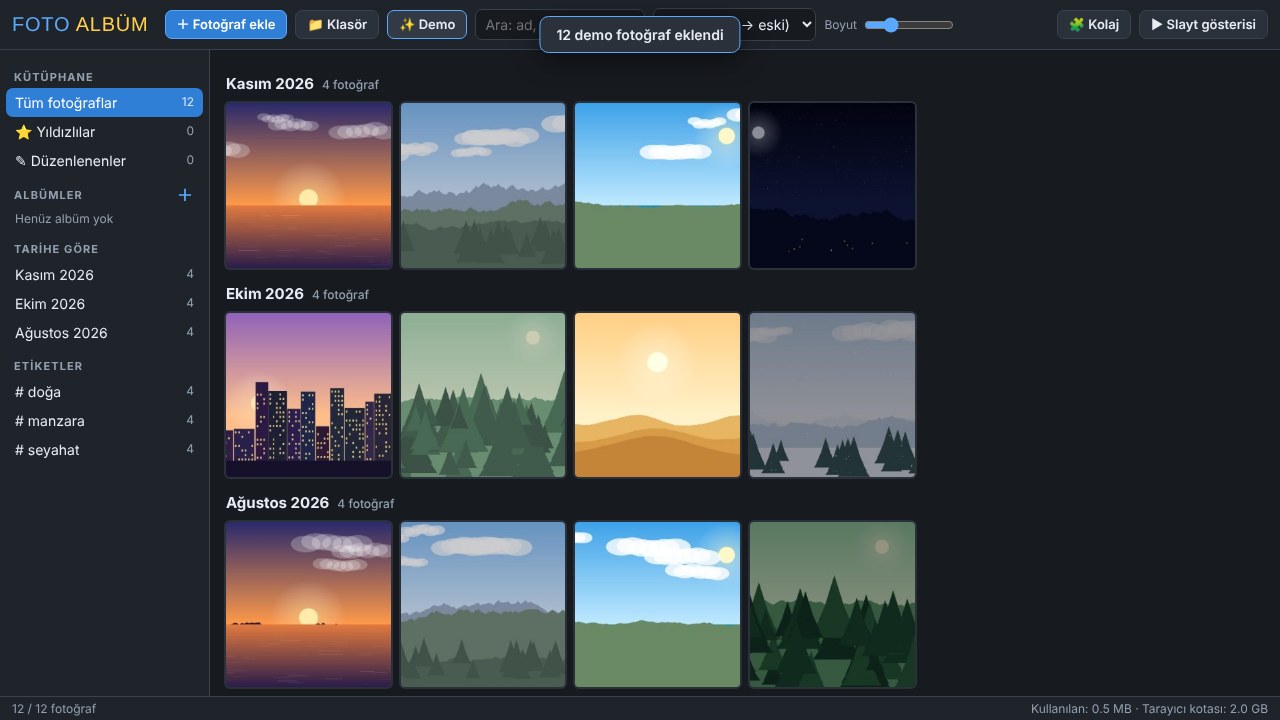 FOTO ALBÜM
+ Fotoğraf ekle
📁 Klasör
✨ Demo
Ara: ad,
12 demo fotoğraf eklendi
→ eski)
Boyut
🧩 Kolaj
▶ Slayt gösterisi
KÜTÜPHANE
Tüm fotoğraflar 12
⭐ Yıldızlılar 0
✎ Düzenlenenler 0
ALBÜMLER +
Henüz albüm yok
TARİHE GÖRE
Kasım 2026 4
Ekim 2026 4
Ağustos 2026 4
ETİKETLER
# doğa 4
# manzara 4
# seyahat 4
Kasım 2026 4 fotoğraf
Ekim 2026 4 fotoğraf
Ağustos 2026 4 fotoğraf
12 / 12 fotoğraf
Kullanılan: 0.5 MB · Tarayıcı kotası: 2.0 GB